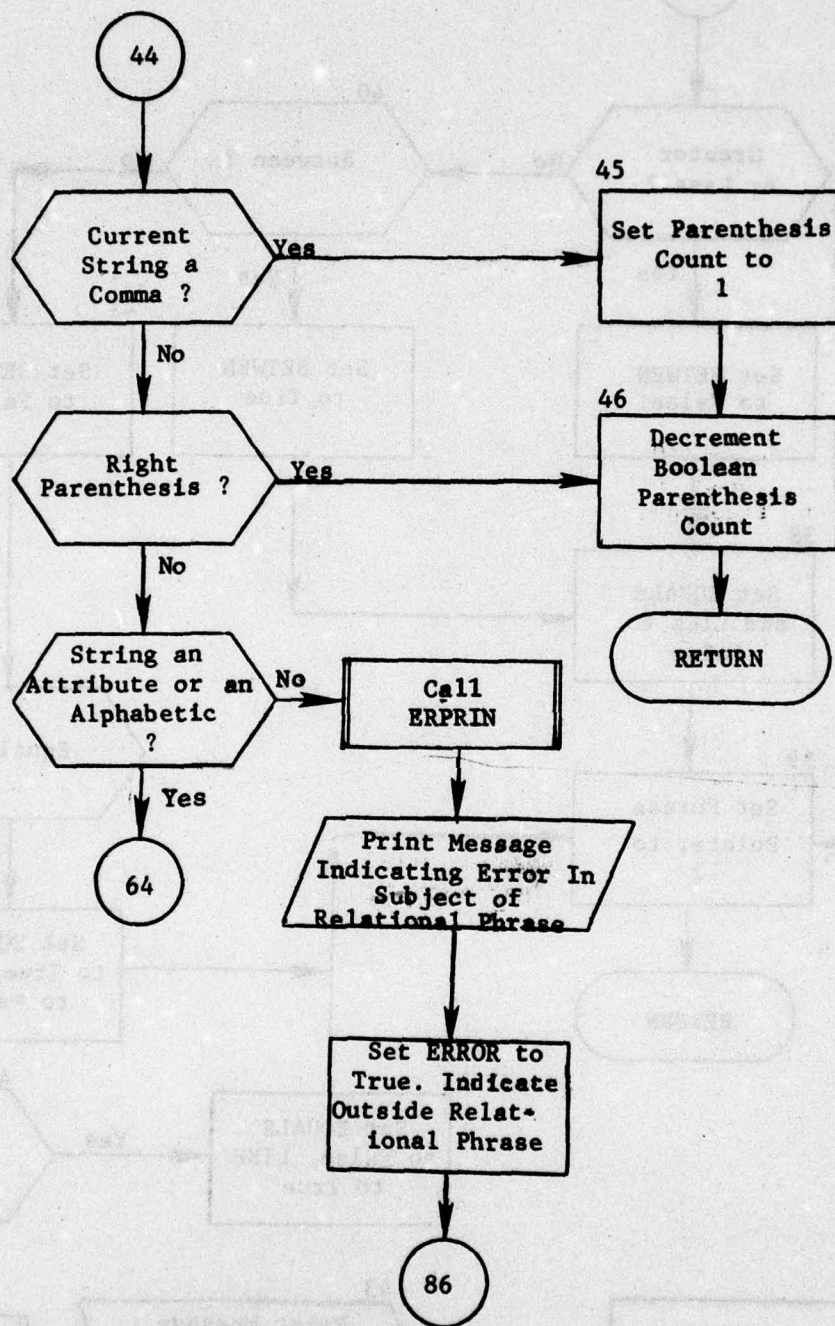 44
Current
String a
Comma ?
Yes
45
Set Parenthesis
Count to
1
No
Right
Parenthesis ?
Yes
46
Decrement
Boolean
Parenthesis
Count
No
RETURN
String an
Attribute or an
Alphabetic
?
No
Call
ERPRIN
Yes
64
Print Message
Indicating Error In
Subject of
Relational Phrase
Set ERROR to
True. Indicate
Outside Relat-
ional Phrase
86